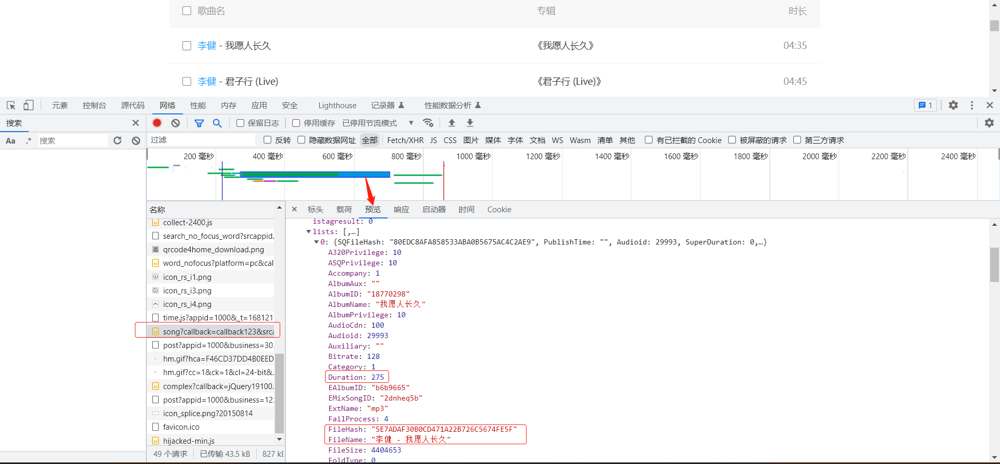 歌曲名 专辑 时长
李健 - 我愿人长久 《我愿人长久》 04:35
李健 - 君子行 (Live) 《君子行 (Live)》 04:45
元素 控制台 源代码 网络 性能 内存 应用 安全 Lighthouse 记录器 性能数据分析 1
搜索 保留日志 停用缓存 已停用节流模式
Aa .* 搜索 过滤 反转 隐藏数据网址 全部 Fetch/XHR JS CSS 图片 媒体 字体 文档 WS Wasm 清单 其他 有已拦截的 Cookie 被屏蔽的请求 第三方请求
200 毫秒 400 毫秒 600 毫秒 800 毫秒 1000 毫秒 1200 毫秒 1400 毫秒 1600 毫秒 1800 毫秒 2000 毫秒 2200 毫秒 2400 毫秒
名称
collect-2400.js
search_no_focus_word?srcappid.
qrcode4home_download.png
word_nofocus?platform=pc&cal
icon_rs_i1.png
icon_rs_i3.png
icon_rs_i4.png
time.js?appid=1000&_t=168121
song?callback=callback123&srca
post?appid=1000&business=30.
hm.gif?hca=F46CD37DD4B0EED
hm.gif?cc=1&ck=1&cl=24-bit&.
complex?callback=jQuery19100.
post?appid=1000&business=12.
icon_splice.png?20150814
favicon.ico
hijacked-min.js
49 个请求 已传输 43.5 kB 827 kE
标头 载荷 预览 响应 启动器 时间 Cookie
istagresult: 0
lists: [,…]
0: {SQFileHash: "80EDC8AFA858533ABA0B5675AC4C2AE9", PublishTime: "", Audioid: 29993, SuperDuration: 0,…}
A320Privilege: 10
ASQPrivilege: 10
Accompany: 1
AlbumAux: ""
AlbumID: "18770298"
AlbumName: "我愿人长久"
AlbumPrivilege: 10
AudioCdn: 100
Audioid: 29993
Auxiliary: ""
Bitrate: 128
Category: 1
Duration: 275
EAlbumID: "b6b9665"
EMixSongID: "2dnheq5b"
ExtName: "mp3"
FailProcess: 4
FileHash: "5E7ADAF30B0CD471A22B726C5674FE5F"
FileName: "李健 - 我愿人长久"
FileSize: 4404653
FoldType: 0